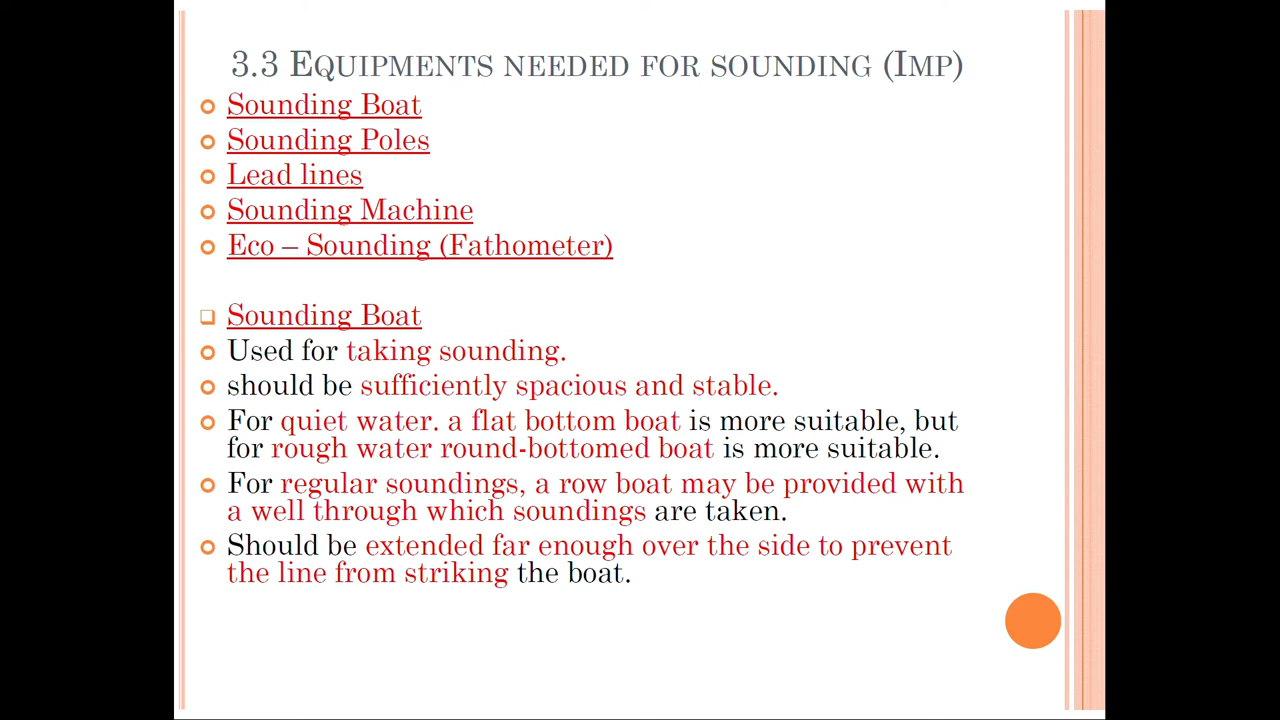 3.3 EQUIPMENTS NEEDED FOR SOUNDING (IMP)
Sounding Boat
Sounding Poles
Lead lines
Sounding Machine
Eco – Sounding (Fathometer)
Sounding Boat
Used for taking sounding.
should be sufficiently spacious and stable.
For quiet water. a flat bottom boat is more suitable, but
for rough water round-bottomed boat is more suitable.
For regular soundings, a row boat may be provided with
a well through which soundings are taken.
Should be extended far enough over the side to prevent
the line from striking the boat.